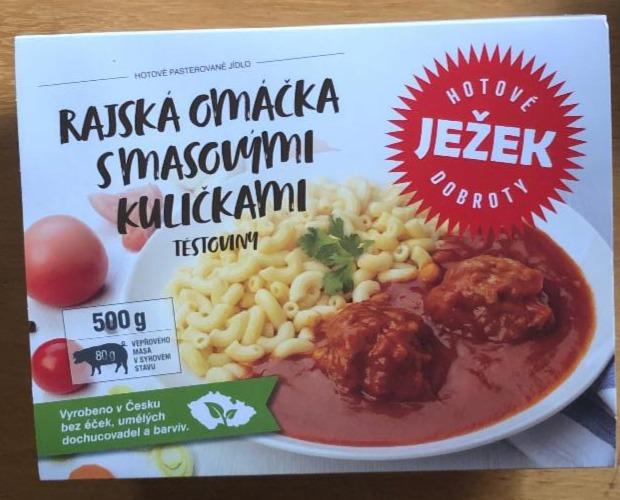 HOTOVÉ PASTEROVANÉ JÍDLO
RAJSKÁ OMÁČKA
S MASOVÝMI
KULIČKAMI
TĚSTOVINY
HOTOVÉ
JEŽEK
DOBROTY
500 g
80 g
VEPŘOVÉHO
MASA
V SYROVÉM
STAVU
Vyrobeno v Česku
bez éček, umělých
dochucovadel a barviv.